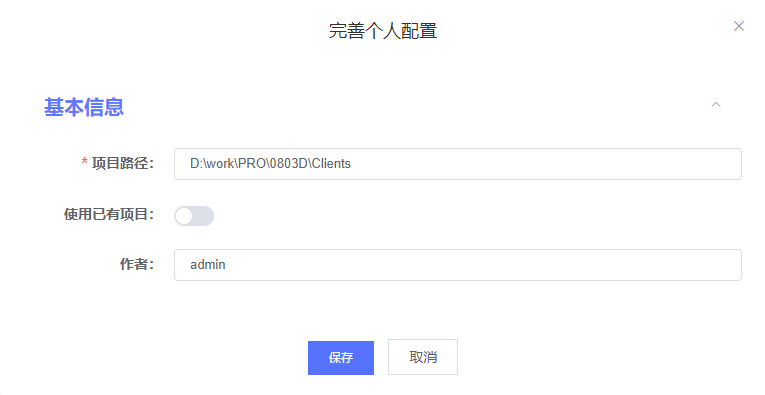 完善个人配置
基本信息
* 项目路径： D:\work\PRO\0803D\Clients
使用已有项目：
作者： admin
保存 取消